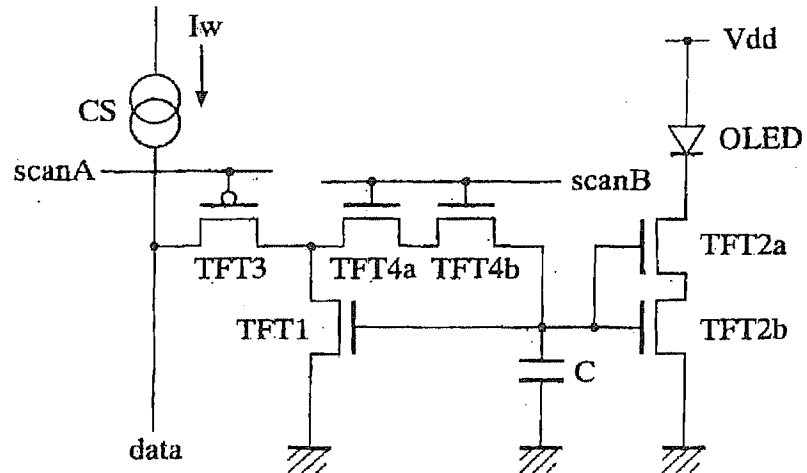 Iw
Vdd
CS
OLED
scanA
scanB
TFT3
TFT4a
TFT4b
TFT2a
TFT1
TFT2b
C
data